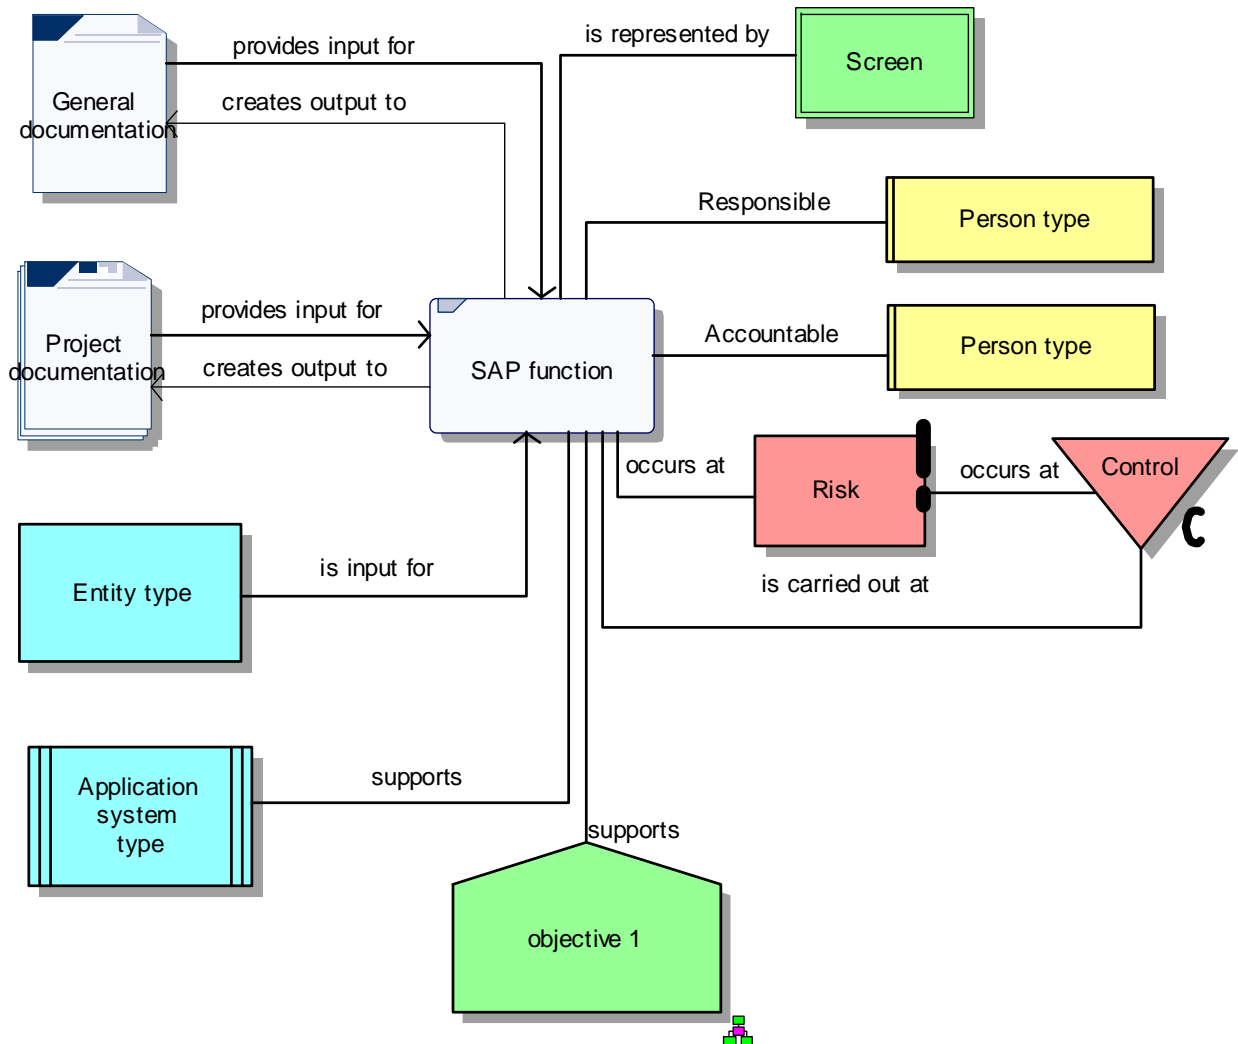 provides input for
is represented by
Screen
General
documentation
creates output to
Responsible
Person type
provides input for
Project
documentation
creates output to
SAP function
Accountable
Person type
occurs at
Risk
occurs at
Control
Entity type
is input for
is carried out at
Application
system
type
supports
supports
objective 1